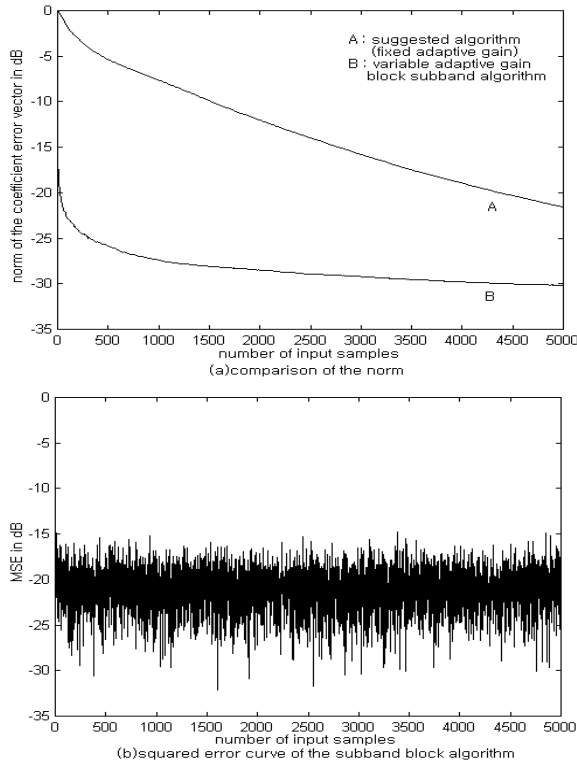 0
-5
-10
-15
-20
-25
-30
-35
norm of the coefficient error vector in dB
A : suggested algorithm
(fixed adaptive gain)
B : variable adaptive gain
block subband algorithm
A
B
0 500 1000 1500 2000 2500 3000 3500 4000 4500 5000
number of input samples
(a)comparison of the norm
0
-5
-10
-15
-20
-25
-30
-35
MSE in dB
0 500 1000 1500 2000 2500 3000 3500 4000 4500 5000
number of input samples
(b)squared error curve of the subband block algorithm